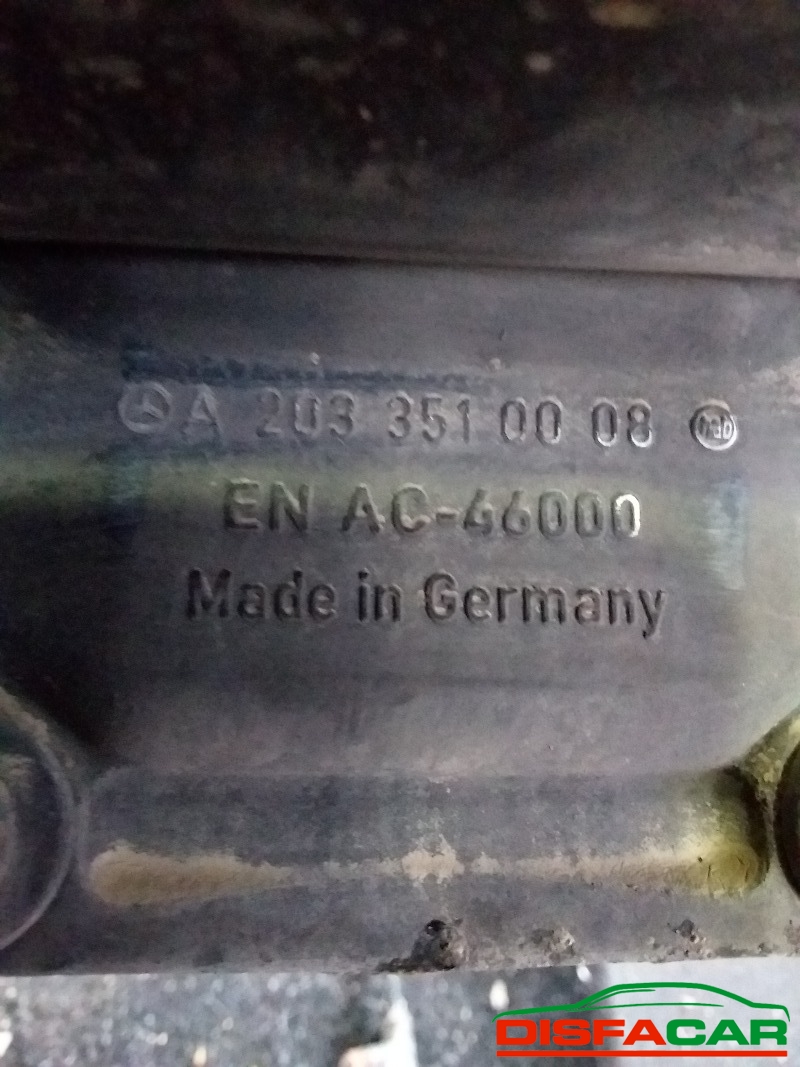 A 203 351 00 08
EN AC-46000
Made in Germany
DISFACAR